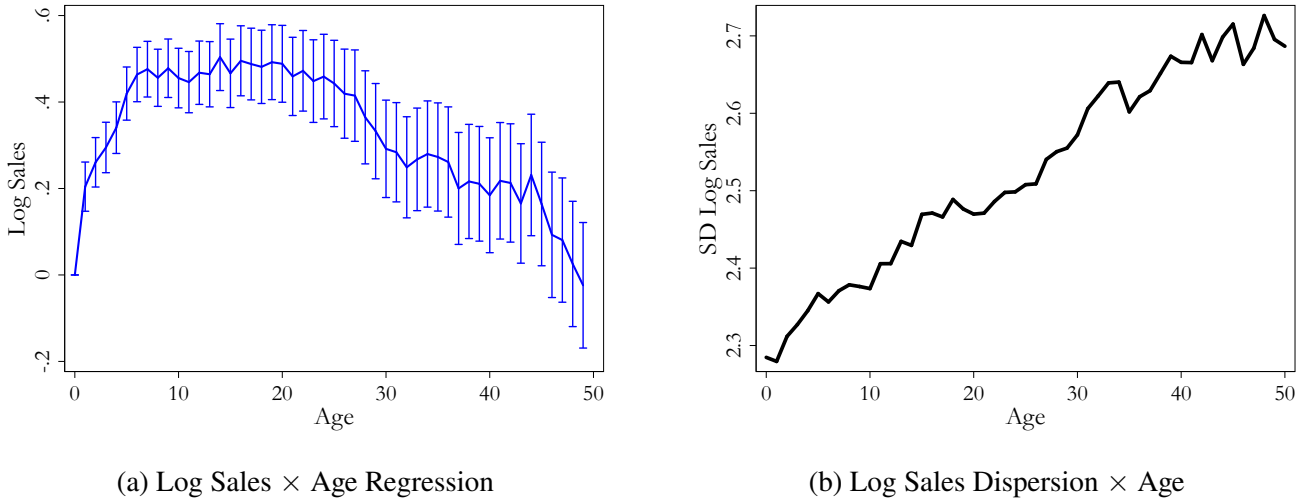 Log Sales
.6
.4
.2
0
-.2
0 10 20 30 40 50
Age
(a) Log Sales × Age Regression
SD Log Sales
2.7
2.6
2.5
2.4
2.3
0 10 20 30 40 50
Age
(b) Log Sales Dispersion × Age